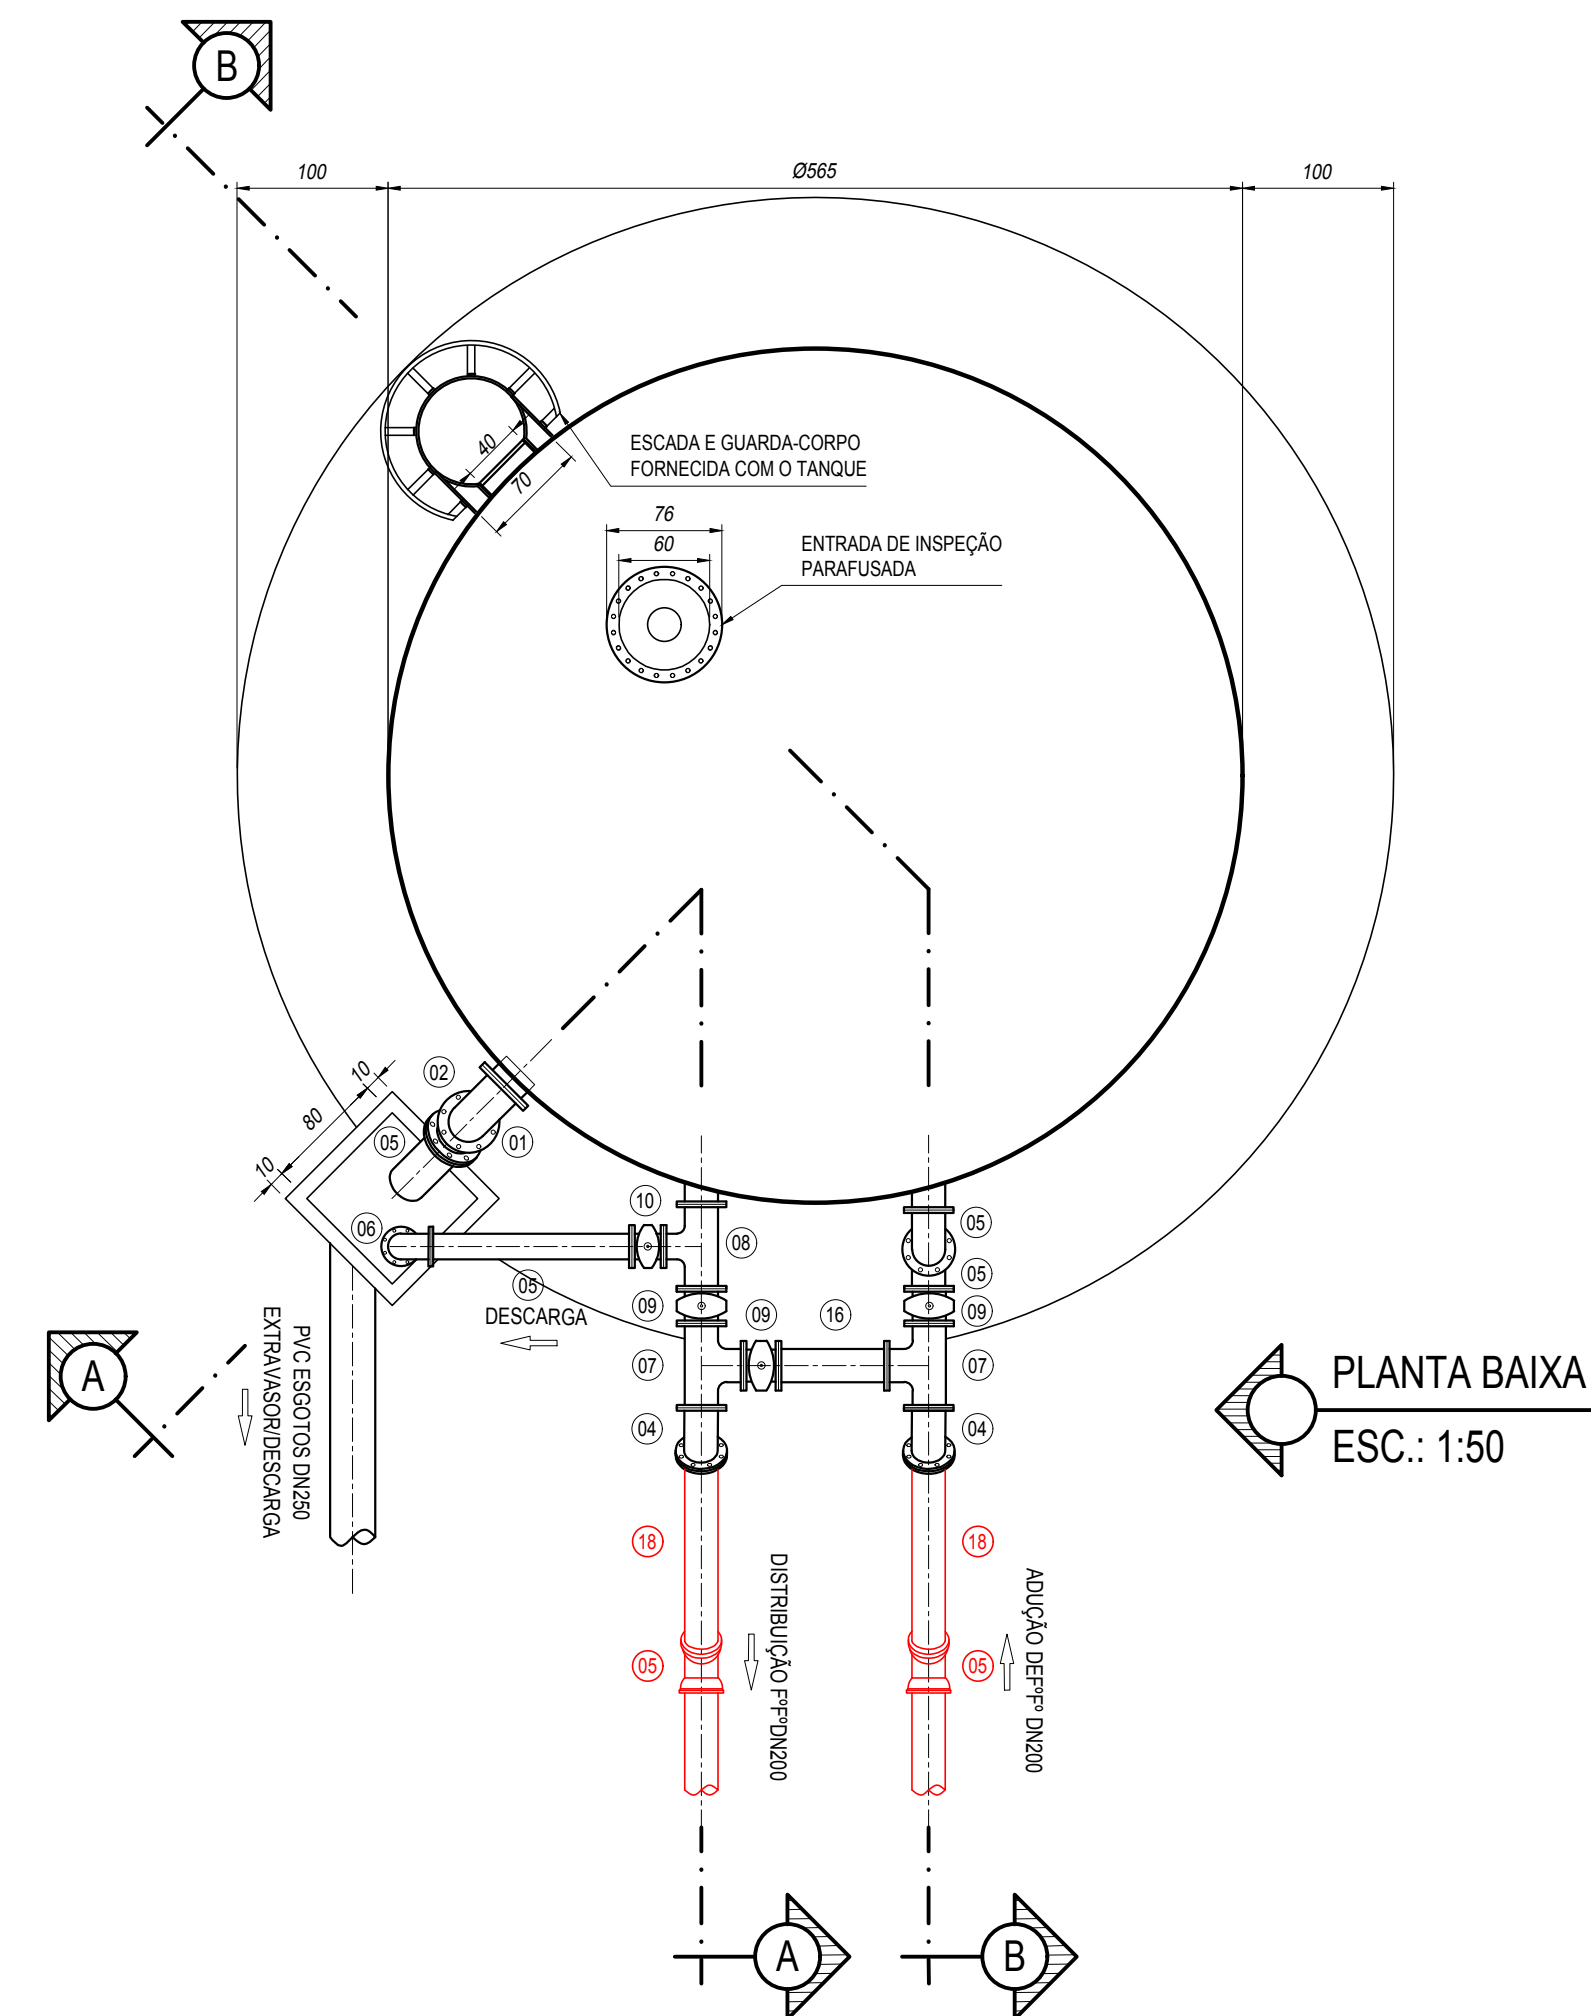 B
100
Ø565
100
40
70
ESCADA E GUARDA-CORPO
FORNECIDA COM O TANQUE
76
60
ENTRADA DE INSPEÇÃO
PARAFUSADA
10
80
10
02
01
05
06
10
08
05
DESCARGA
09
09
16
05
05
09
07
07
04
04
PVC ESGOTOS DN250
EXTRAVASOR/DESCARGA
A
18
18
05
05
DISTRIBUIÇÃO FºFºDN200
ADUÇÃO DEFºFº DN200
PLANTA BAIXA
ESC.: 1:50
A
B